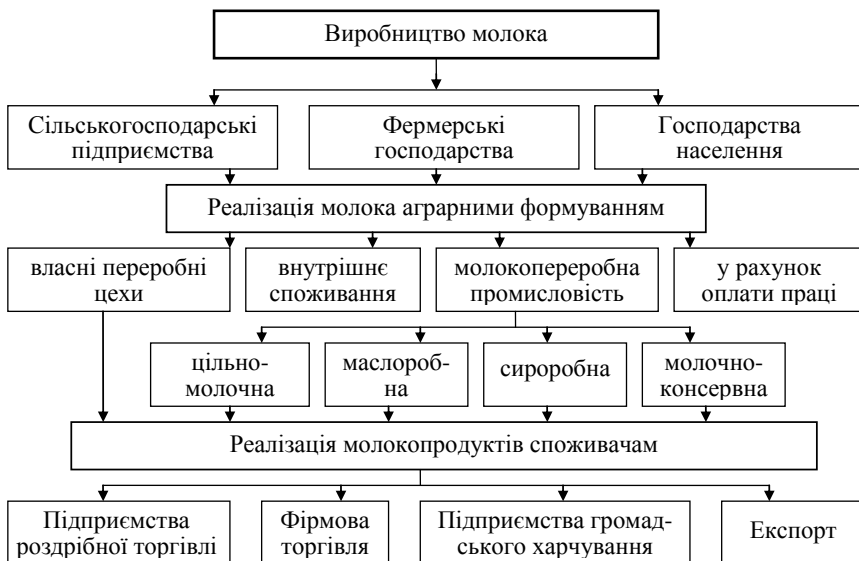 Виробництво молока
Сільськогосподарські
підприємства
Фермерські
господарства
Господарства
населення
Реалізація молока аграрними формуванням
власні переробні
цехи
внутрішнє
споживання
молокопереробна
промисловість
у рахунок
оплати праці
цільно-
молочна
маслороб-
на
сироробна
молочно-
консервна
Реалізація молокопродуктів споживачам
Підприємства
роздрібної торгівлі
Фірмова
торгівля
Підприємства громад-
ського харчування
Експорт